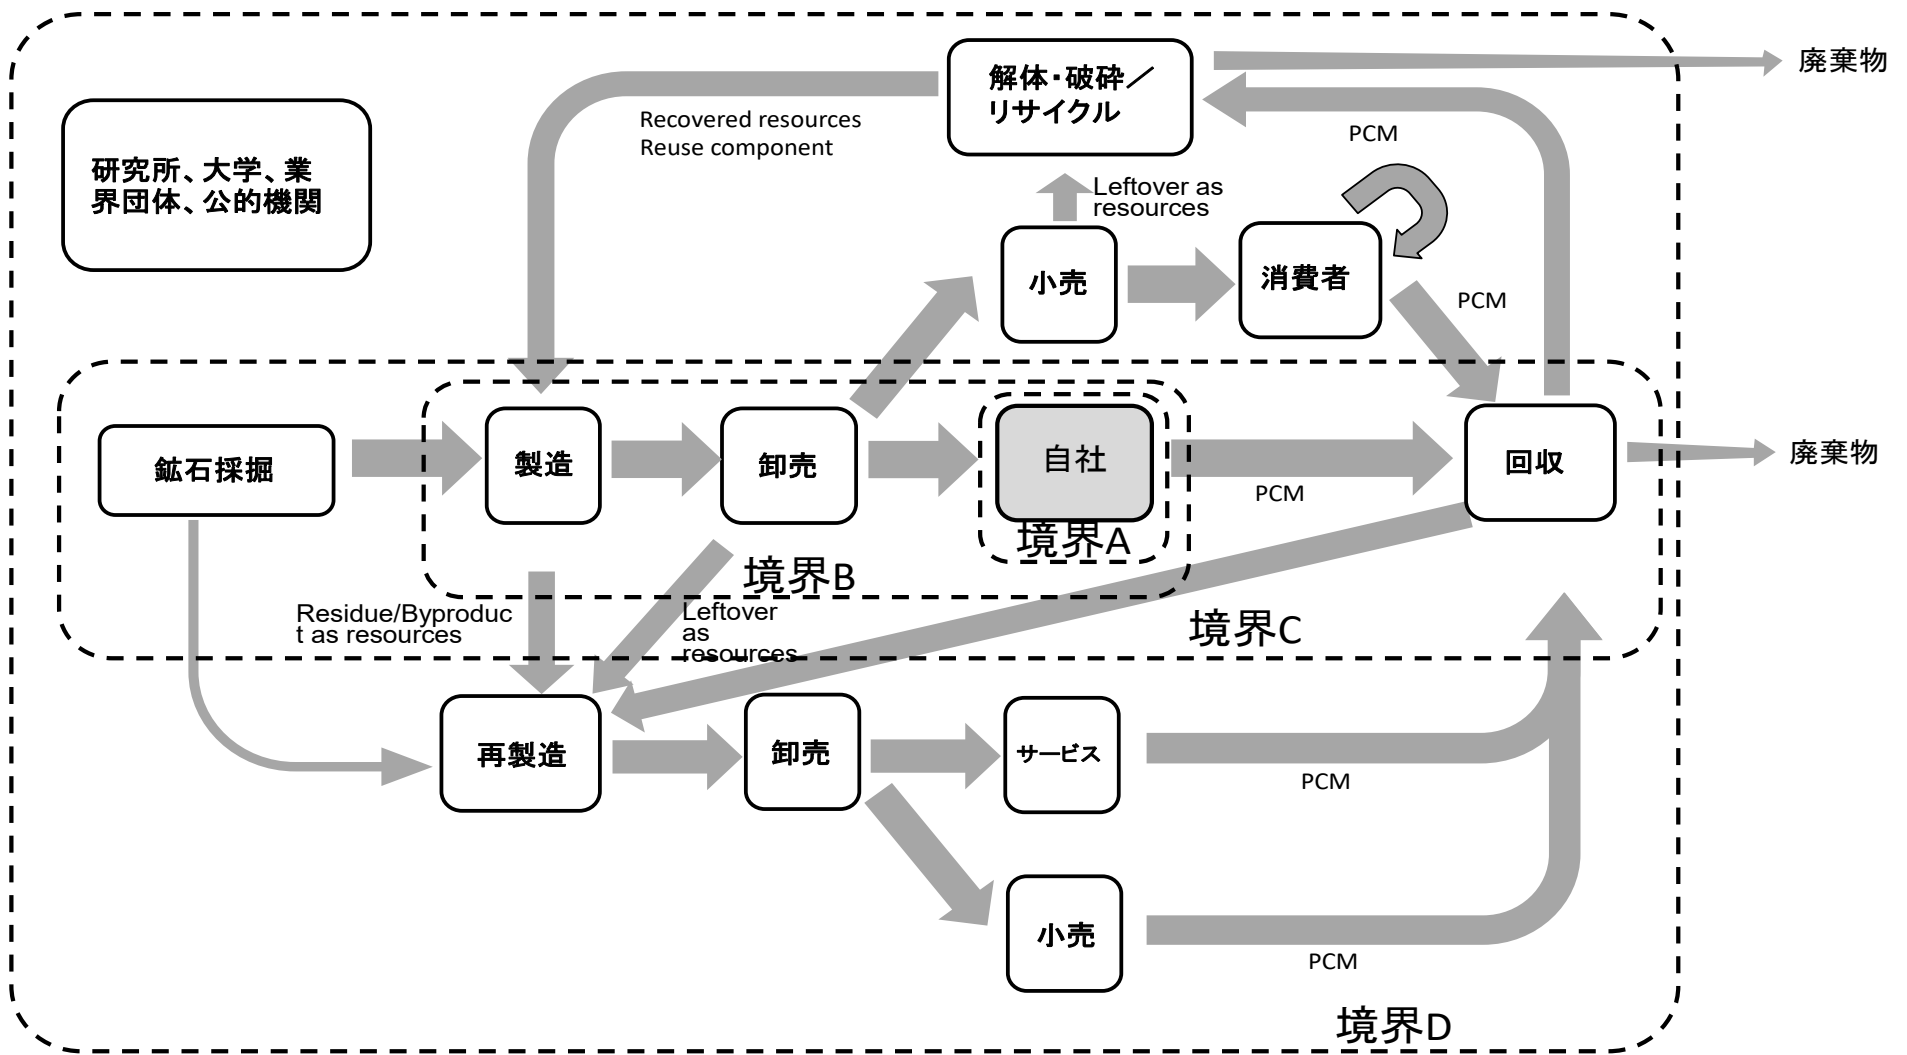 解体・破砕／
リサイクル
廃棄物
Recovered resources
Reuse component
PCM
研究所、大学、業
界団体、公的機関
Leftover as
resources
小売
消費者
PCM
鉱石採掘
製造
卸売
自社
回収
廃棄物
PCM
境界A
境界B
Residue/Byproduc
t as resources
Leftover
as
resources
境界C
再製造
卸売
サービス
PCM
小売
PCM
境界D